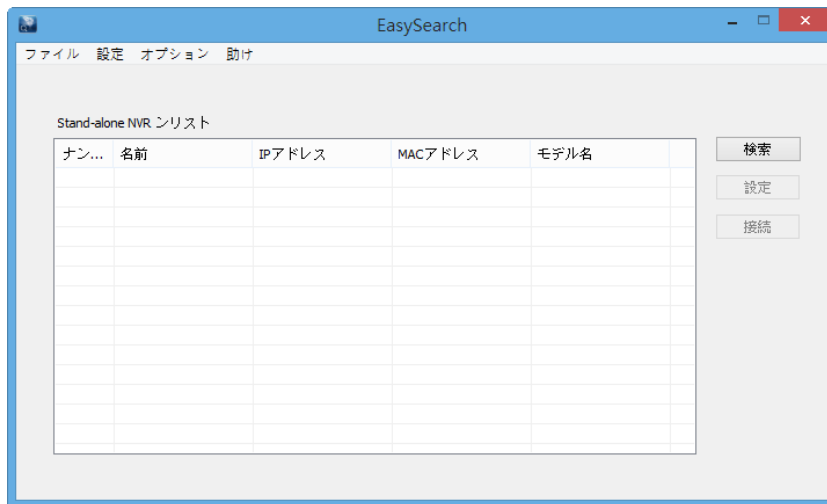 EasySearch
ファイル 設定 オプション 助け
Stand-alone NVR ンリスト
ナン... 名前 IPアドレス MACアドレス モデル名
検索
設定
接続